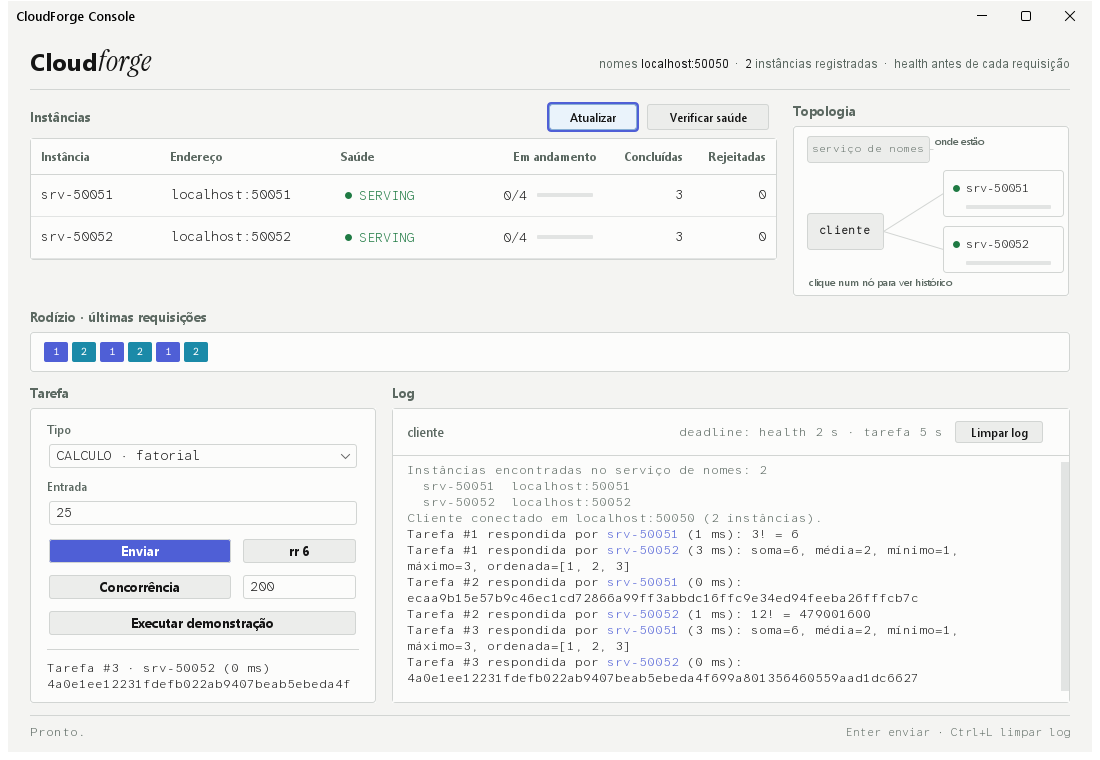 CloudForge Console
Cloudforge
nomes localhost:50050 · 2 instâncias registradas · health antes de cada requisição
Instâncias
Atualizar
Verificar saúde
Instância Endereço Saúde Em andamento Concluídas Rejeitadas
srv-50051 localhost:50051 SERVING 0/4 3 0
srv-50052 localhost:50052 SERVING 0/4 3 0
Topologia
serviço de nomes
onde estão
srv-50051
cliente
srv-50052
clique num nó para ver histórico
Rodízio · últimas requisições
1 2 1 2 1 2
Tarefa
Tipo
CALCULO · fatorial
Entrada
25
Enviar
rr 6
Concorrência
200
Executar demonstração
Tarefa #3 · srv-50052 (0 ms)
4a0e1ee12231fdefb022ab9407beab5ebeda4f
Log
cliente
deadline: health 2 s · tarefa 5 s
Limpar log
Instâncias encontradas no serviço de nomes: 2
srv-50051 localhost:50051
srv-50052 localhost:50052
Cliente conectado em localhost:50050 (2 instâncias).
Tarefa #1 respondida por srv-50051 (1 ms): 3! = 6
Tarefa #1 respondida por srv-50052 (3 ms): soma=6, média=2, mínimo=1,
máximo=3, ordenada=[1, 2, 3]
Tarefa #2 respondida por srv-50051 (0 ms):
ecaa9b15e57b9c46ec1cd72866a99ff3abbdc16ffc9e34ed94feeba26fffcb7c
Tarefa #2 respondida por srv-50052 (1 ms): 12! = 479001600
Tarefa #3 respondida por srv-50051 (3 ms): soma=6, média=2, mínimo=1,
máximo=3, ordenada=[1, 2, 3]
Tarefa #3 respondida por srv-50052 (0 ms):
4a0e1ee12231fdefb022ab9407beab5ebeda4f699a801356460559aad1dc6627
Pronto.
Enter enviar · Ctrl+L limpar log